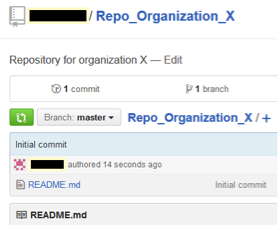 / Repo_Organization_X
Repository for organization X — Edit
1 commit 1 branch
Branch: master Repo_Organization_X / +
Initial commit
authored 14 seconds ago
README.md Initial commit
README.md